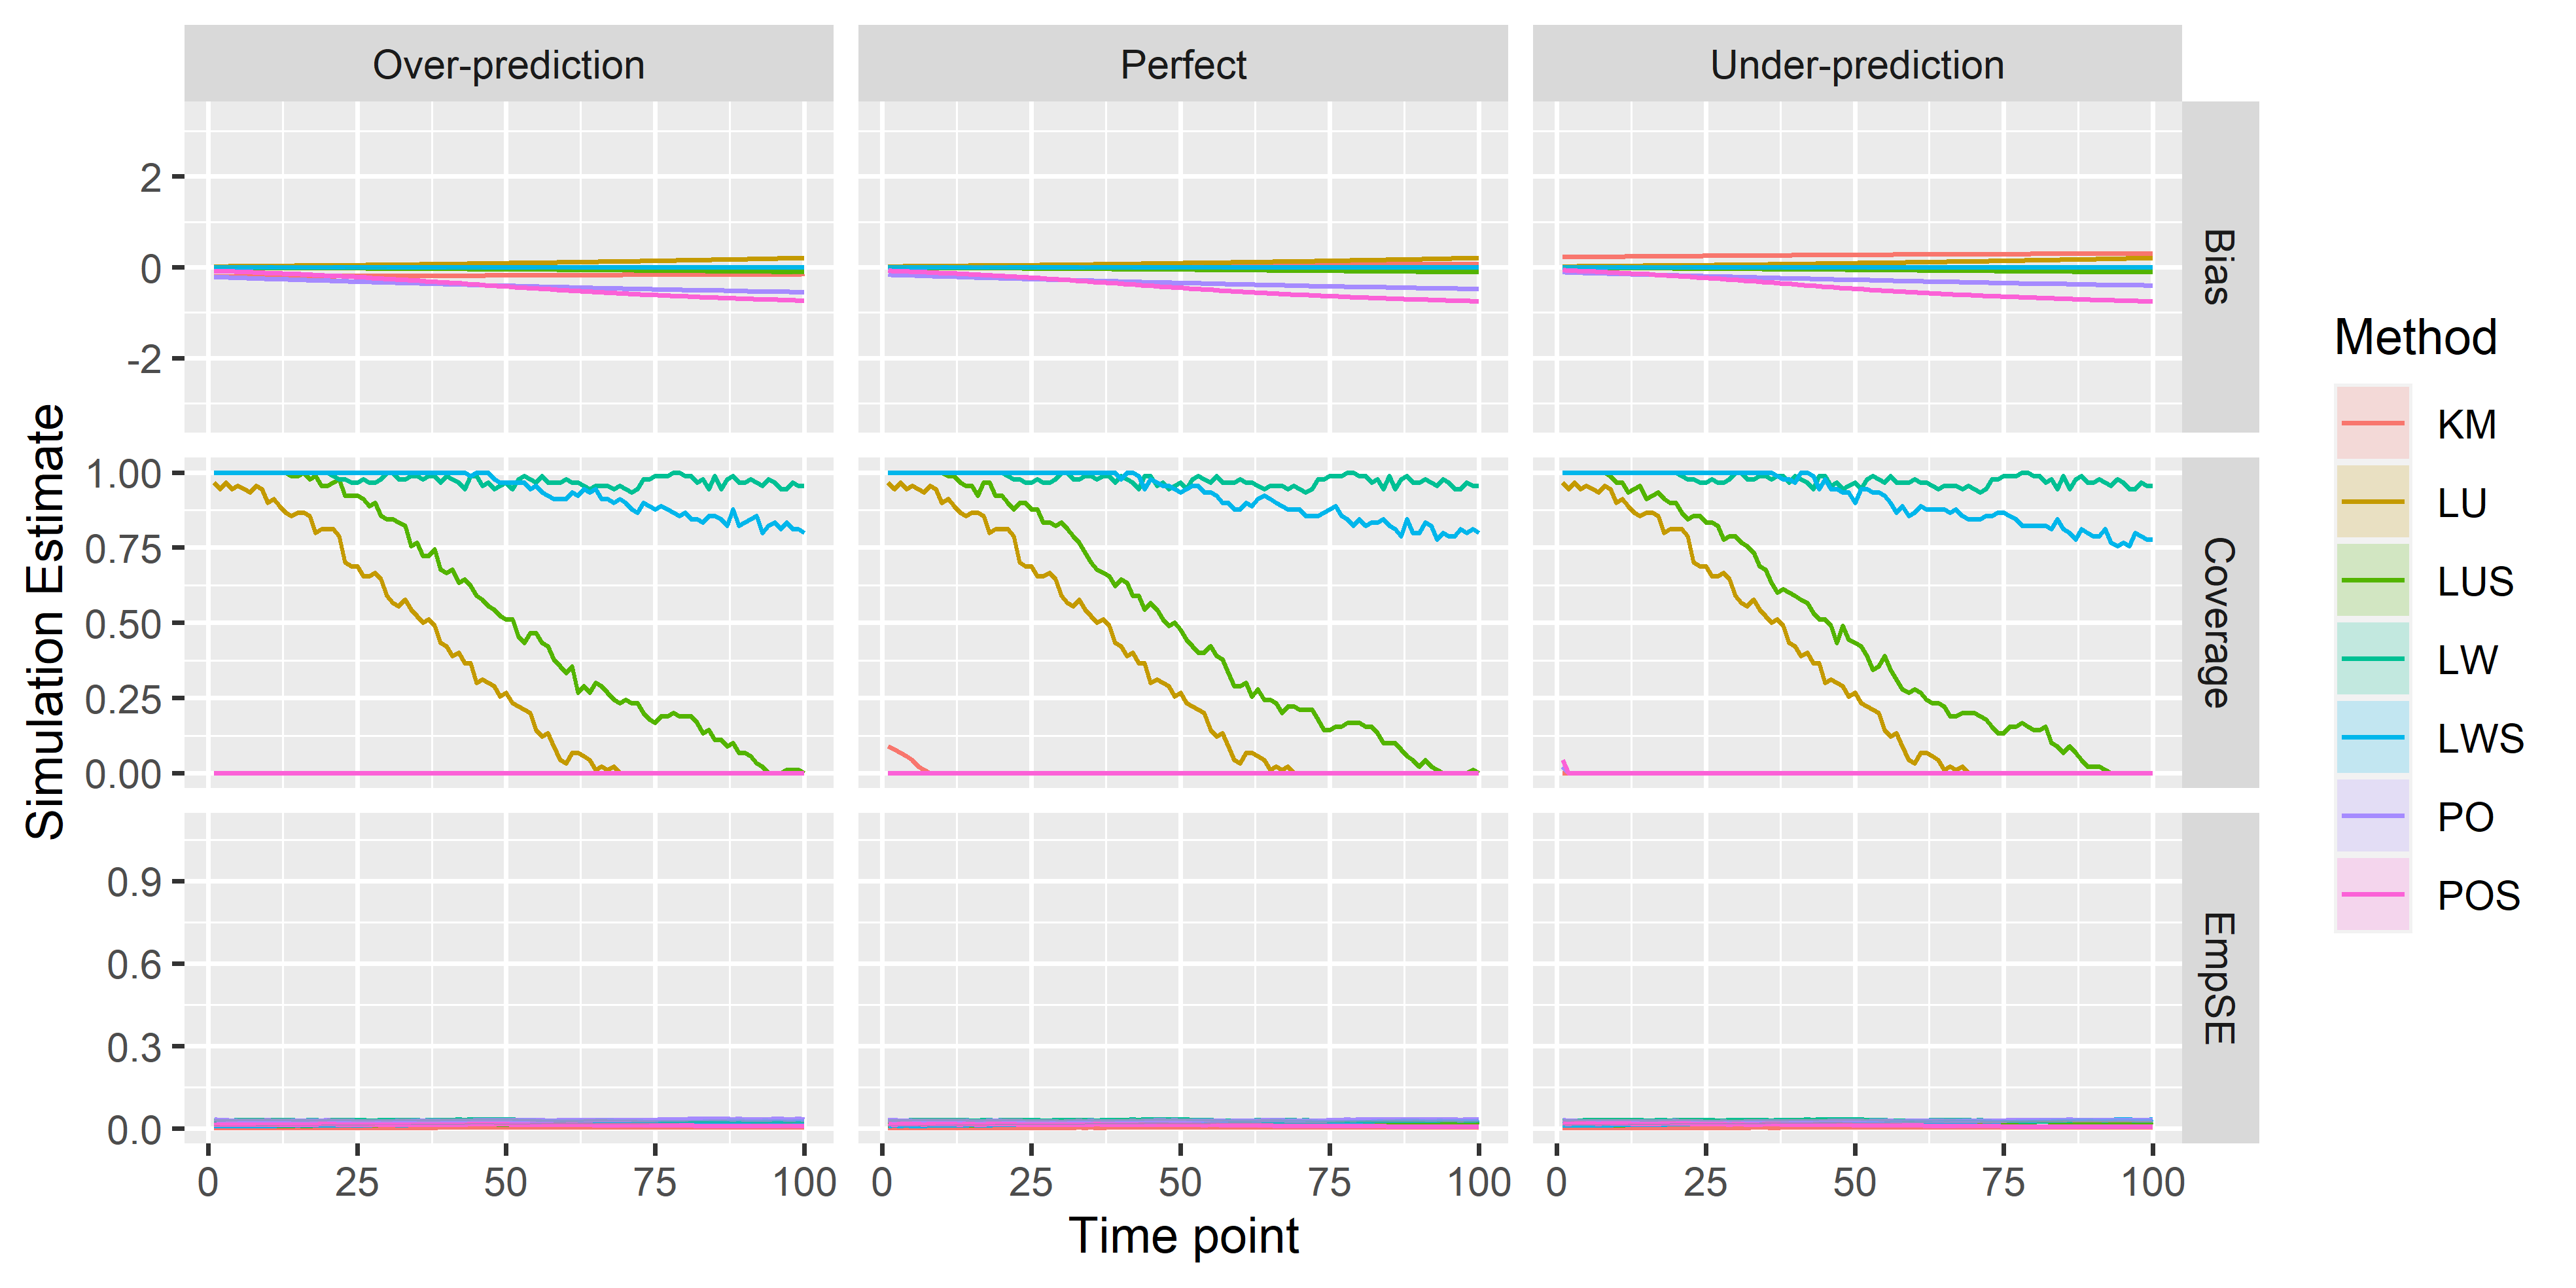 Over-prediction
Perfect
Under-prediction
Simulation Estimate
2
0
-2
Bias
1.00
0.75
0.50
0.25
0.00
Coverage
0.9
0.6
0.3
0.0
EmpSE
0 25 50 75 100
0 25 50 75 100
0 25 50 75 100
Time point
Method
KM
LU
LUS
LW
LWS
PO
POS